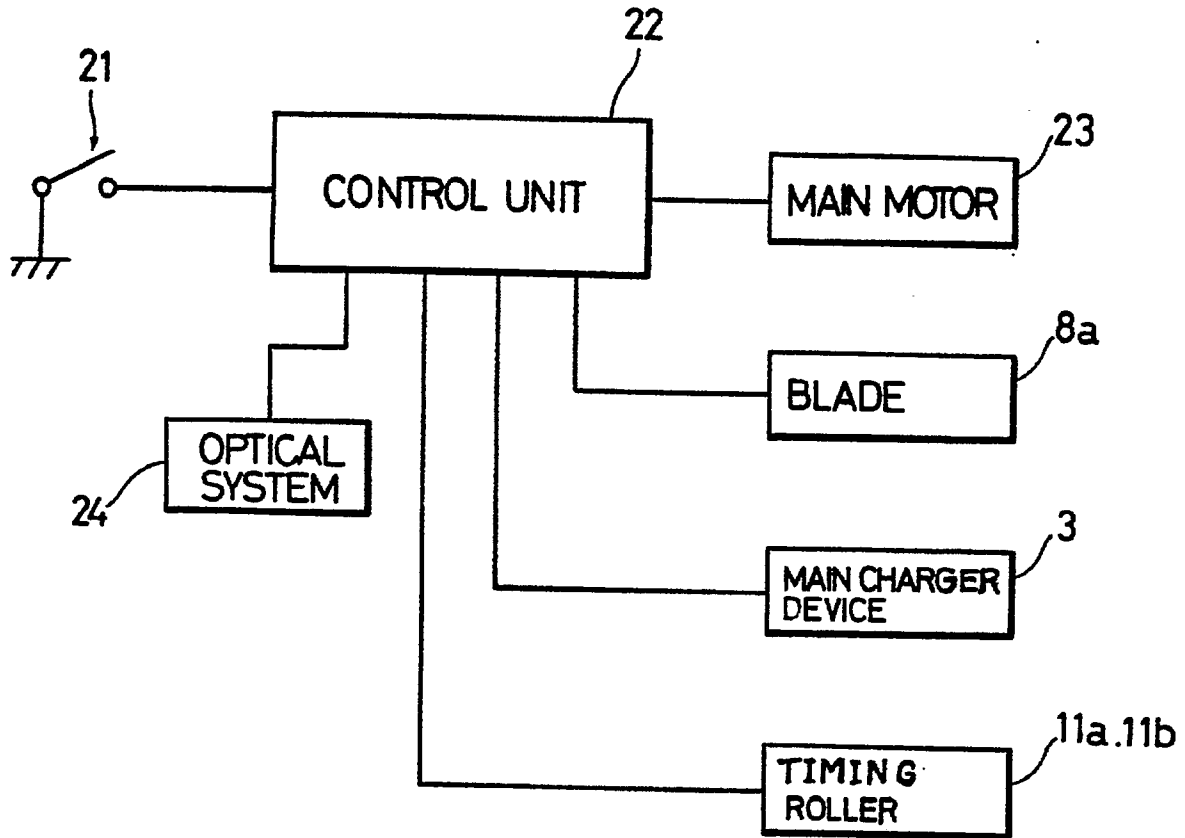 22
21
CONTROL UNIT
23
MAIN MOTOR
8a
BLADE
OPTICAL
SYSTEM
24
3
MAIN CHARGER
DEVICE
11a.11b
TIMING
ROLLER